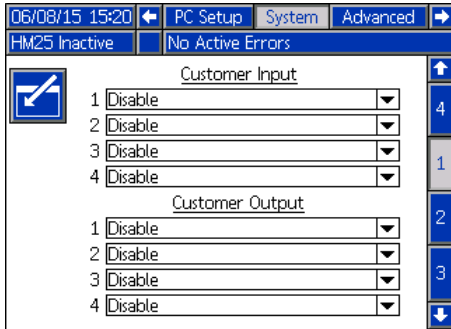 06/08/15 15:20 PC Setup System Advanced
HM25 Inactive No Active Errors
Customer Input
1 Disable
2 Disable
3 Disable
4 Disable
Customer Output
1 Disable
2 Disable
3 Disable
4 Disable
4
1
2
3